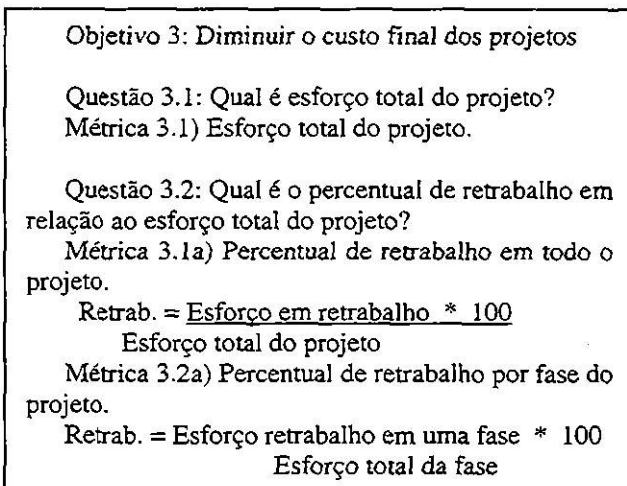 Objetivo 3: Diminuir o custo final dos projetos
Questão 3.1: Qual é esforço total do projeto?
Métrica 3.1) Esforço total do projeto.
Questão 3.2: Qual é o percentual de retrabalho em
relação ao esforço total do projeto?
Métrica 3.1a) Percentual de retrabalho em todo o
projeto.
Retrab. = Esforço em retrabalho * 100
Esforço total do projeto
Métrica 3.2a) Percentual de retrabalho por fase do
projeto.
Retrab. = Esforço retrabalho em uma fase * 100
Esforço total da fase